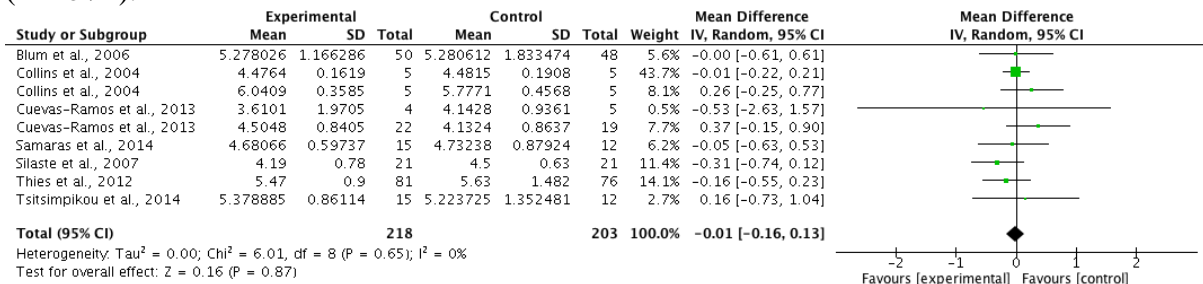 Experimental Control Mean Difference Mean Difference
Study or Subgroup Mean SD Total Mean SD Total Weight IV, Random, 95% CI IV, Random, 95% CI
Blum et al., 2006 5.278026 1.166286 50 5.280612 1.833474 48 5.6% -0.00 [-0.61, 0.61]
Collins et al., 2004 4.4764 0.1619 5 4.4815 0.1908 5 43.7% -0.01 [-0.22, 0.21]
Collins et al., 2004 6.0409 0.3585 5 5.7771 0.4568 5 8.1% 0.26 [-0.25, 0.77]
Cuevas-Ramos et al., 2013 3.6101 1.9705 4 4.1428 0.9361 5 0.5% -0.53 [-2.63, 1.57]
Cuevas-Ramos et al., 2013 4.5048 0.8405 22 4.1324 0.8637 19 7.7% 0.37 [-0.15, 0.90]
Samaras et al., 2014 4.68066 0.59737 15 4.73238 0.87924 12 6.2% -0.05 [-0.63, 0.53]
Silaste et al., 2007 4.19 0.78 21 4.5 0.63 21 11.4% -0.31 [-0.74, 0.12]
Thies et al., 2012 5.47 0.9 81 5.63 1.482 76 14.1% -0.16 [-0.55, 0.23]
Tsitsimpikou et al., 2014 5.378885 0.86114 15 5.223725 1.352481 12 2.7% 0.16 [-0.73, 1.04]
Total (95% CI) 218 203 100.0% -0.01 [-0.16, 0.13]
Heterogeneity: Tau² = 0.00; Chi² = 6.01, df = 8 (P = 0.65); I² = 0%
Test for overall effect: Z = 0.16 (P = 0.87)
-2 -1 0 1 2
Favours [experimental] Favours [control]